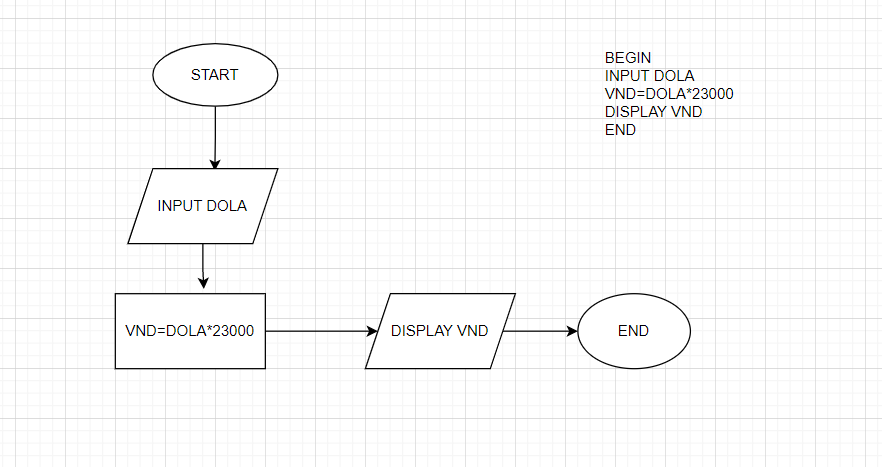 START
INPUT DOLA
VND=DOLA*23000
DISPLAY VND
END
BEGIN
INPUT DOLA
VND=DOLA*23000
DISPLAY VND
END